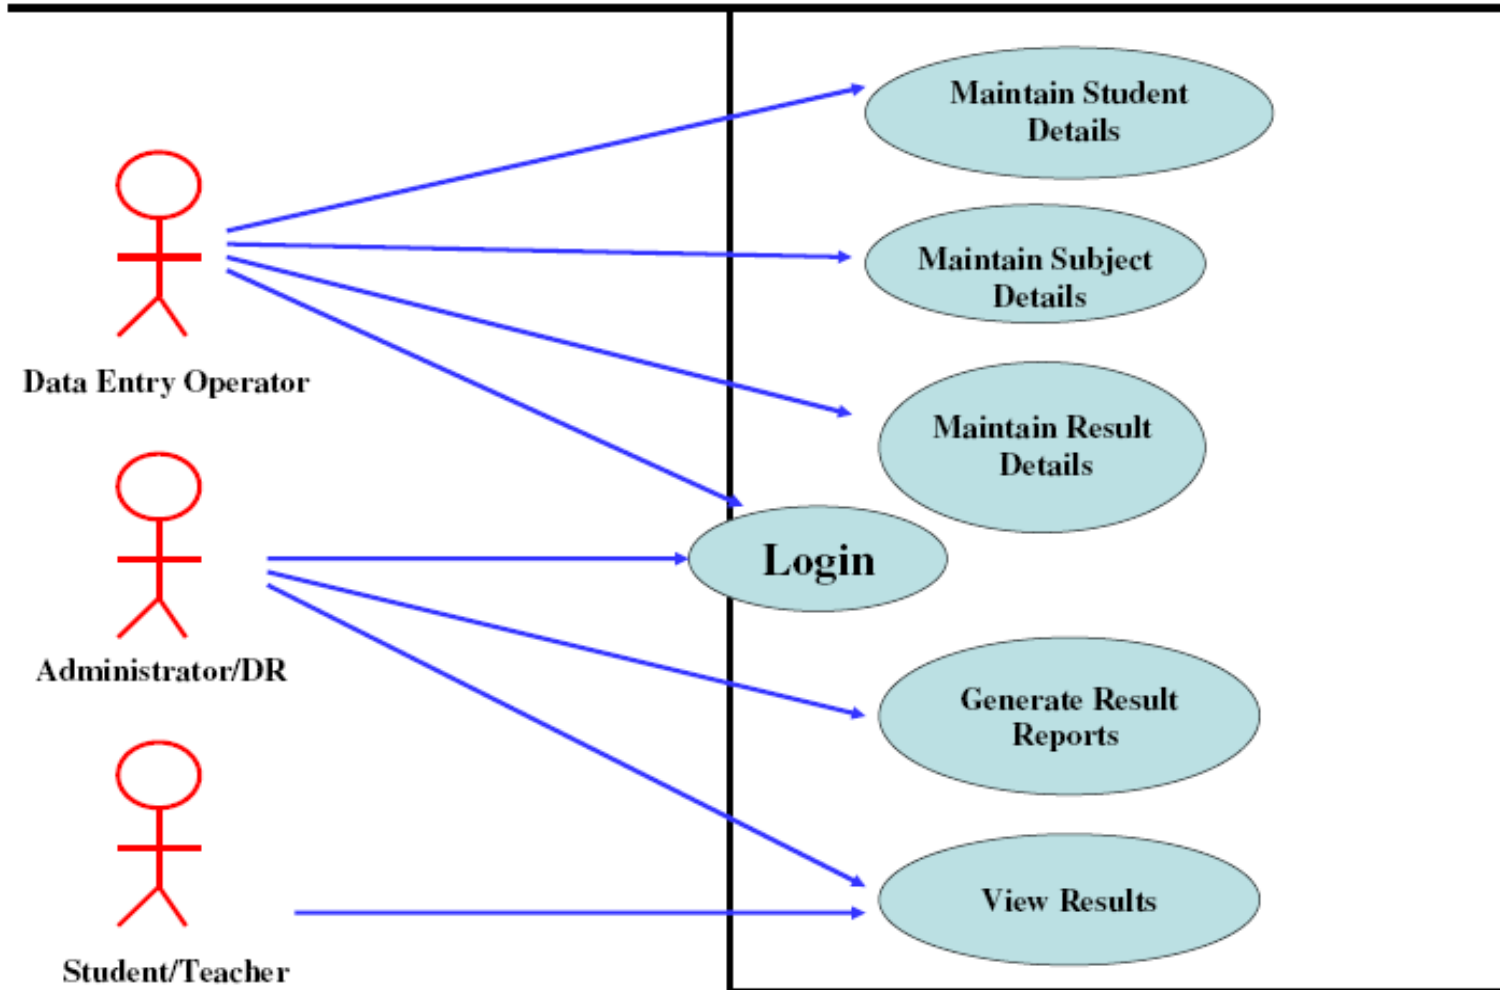 Maintain Student
Details
Maintain Subject
Details
Data Entry Operator
Maintain Result
Details
Login
Administrator/DR
Generate Result
Reports
View Results
Student/Teacher